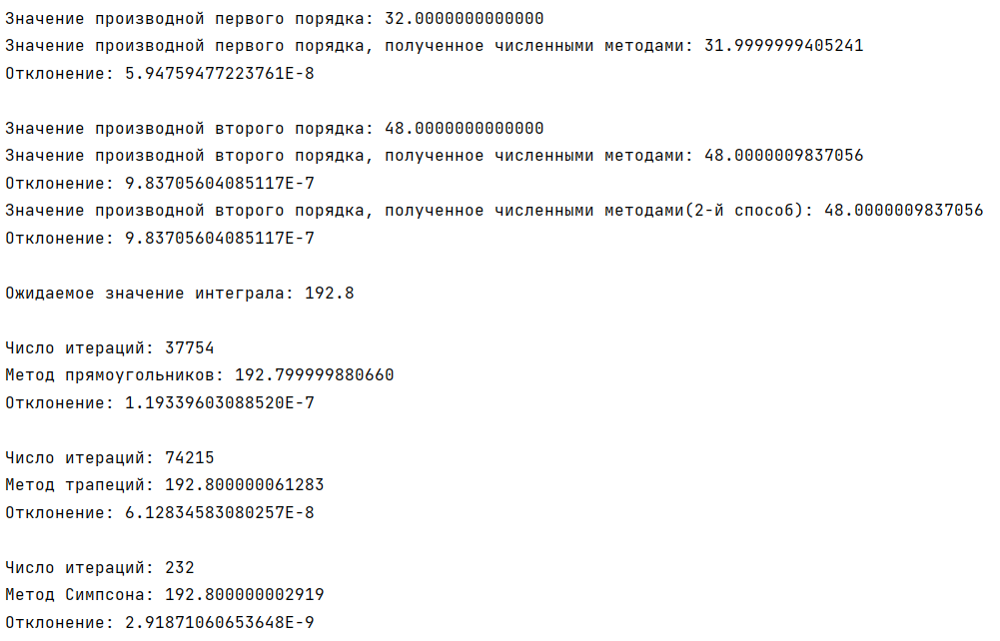 Значение производной первого порядка: 32.0000000000000
Значение производной первого порядка, полученное численными методами: 31.9999999405241
Отклонение: 5.94759477223761E-8
Значение производной второго порядка: 48.0000000000000
Значение производной второго порядка, полученное численными методами: 48.0000009837056
Отклонение: 9.83705604085117E-7
Значение производной второго порядка, полученное численными методами(2-й способ): 48.0000009837056
Отклонение: 9.83705604085117E-7
Ожидаемое значение интеграла: 192.8
Число итераций: 37754
Метод прямоугольников: 192.799999880660
Отклонение: 1.19339603088520E-7
Число итераций: 74215
Метод трапеций: 192.800000061283
Отклонение: 6.12834583080257E-8
Число итераций: 232
Метод Симпсона: 192.800000002919
Отклонение: 2.91871060653648E-9